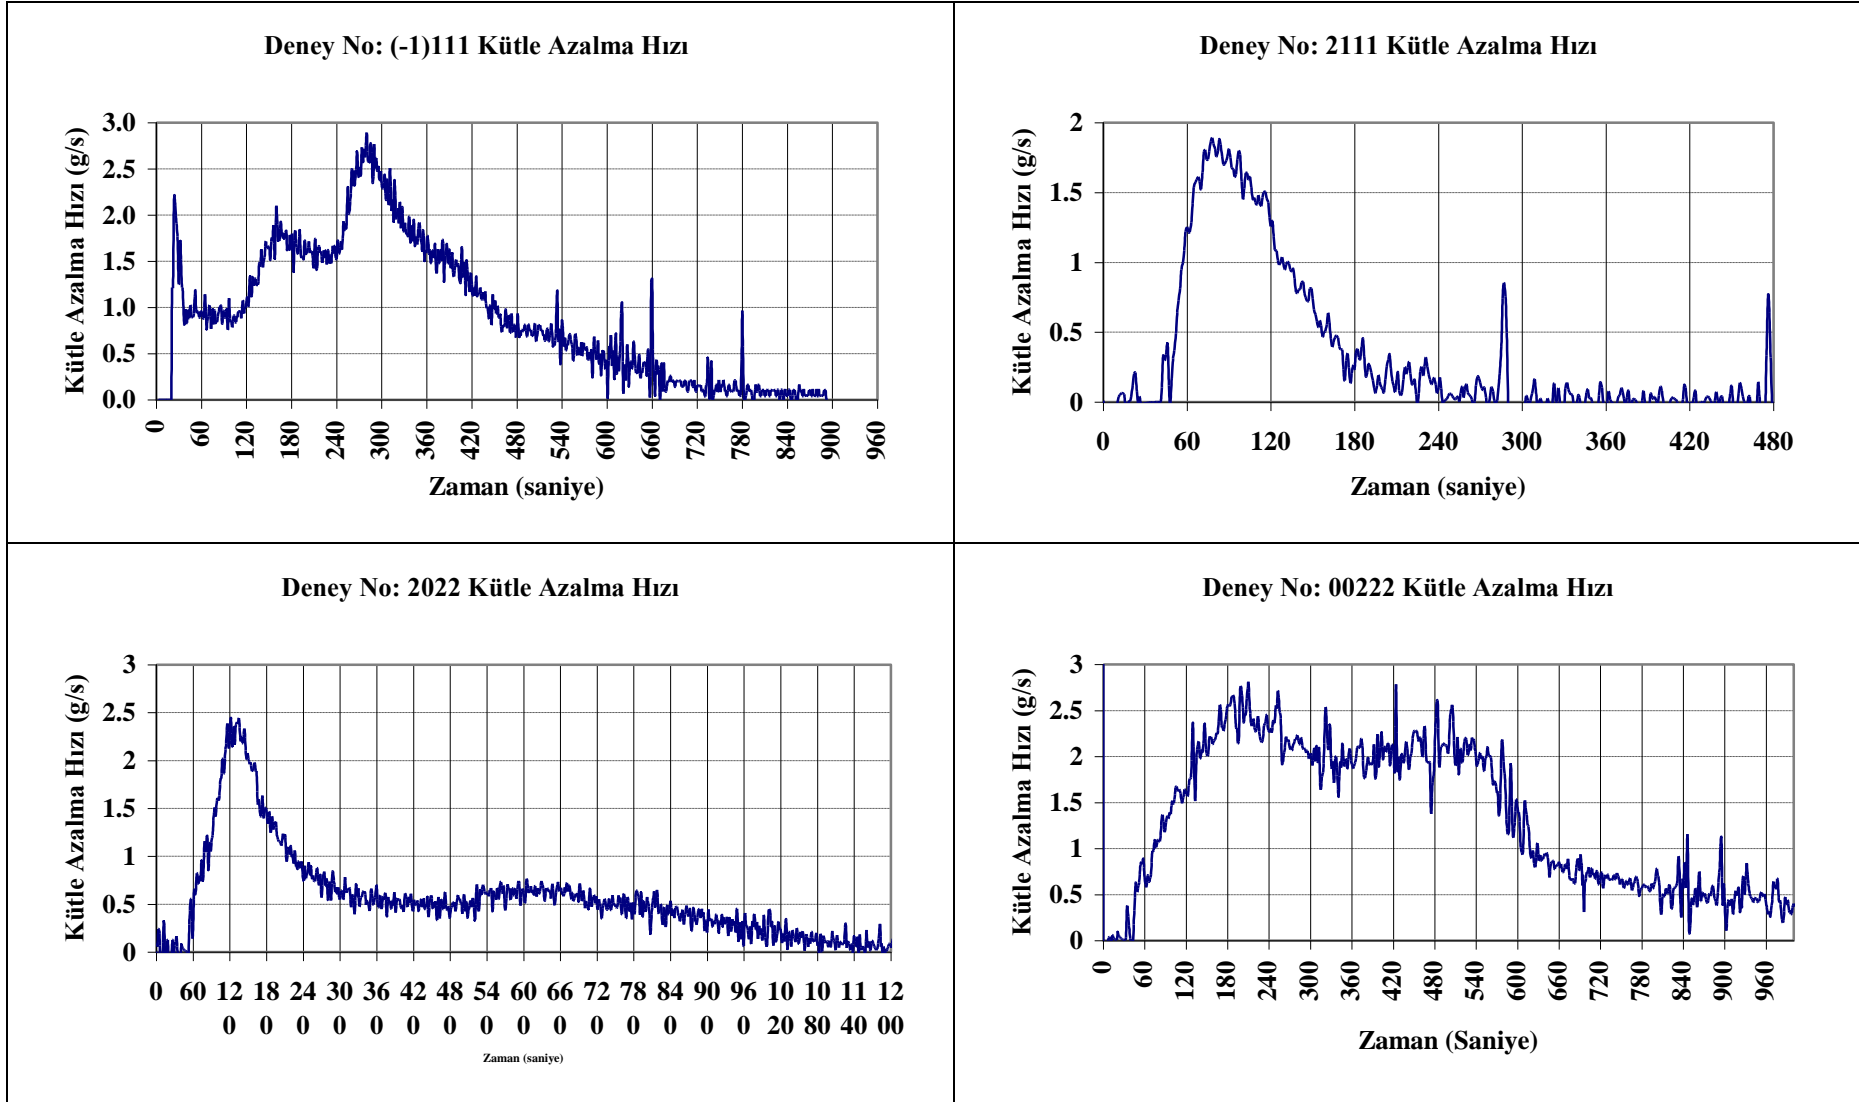 Deney No: (-1)111 Kütle Azalma Hızı
Kütle Azalma Hızı (g/s)
3.0
2.5
2.0
1.5
1.0
0.5
0.0
0 60 120 180 240 300 360 420 480 540 600 660 720 780 840 900 960
Zaman (saniye)
Deney No: 2111 Kütle Azalma Hızı
Kütle Azalma Hızı (g/s)
2
1.5
1
0.5
0
0 60 120 180 240 300 360 420 480
Zaman (saniye)
Deney No: 2022 Kütle Azalma Hızı
Kütle Azalma Hızı (g/s)
3
2.5
2
1.5
1
0.5
0
0 60 12 18 24 30 36 42 48 54 60 66 72 78 84 90 96 10 10 11 12
0 0 0 0 0 0 0 0 0 0 0 0 0 0 0 20 80 40 00
Zaman (saniye)
Deney No: 00222 Kütle Azalma Hızı
Kütle Azalma Hızı (g/s)
3
2.5
2
1.5
1
0.5
0
0 60 120 180 240 300 360 420 480 540 600 660 720 780 840 900 960
Zaman (Saniye)